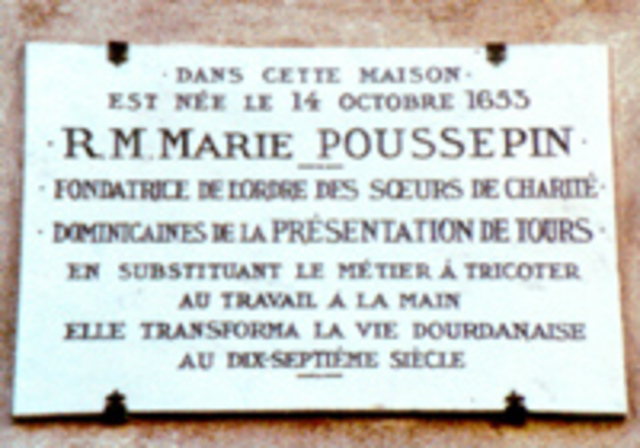 · DANS CETTE MAISON ·
EST NÉE LE 14 OCTOBRE 1653
· R.M. MARIE POUSSEPIN ·
· FONDATRICE DE L'ORDRE DES SŒURS DE CHARITÉ ·
· DOMINICAINES DE LA PRÉSENTATION DE TOURS ·
EN SUBSTITUANT LE MÉTIER À TRICOTER
AU TRAVAIL À LA MAIN
ELLE TRANSFORMA LA VIE DOURDANAISE
AU DIX-SEPTIÈME SIÈCLE